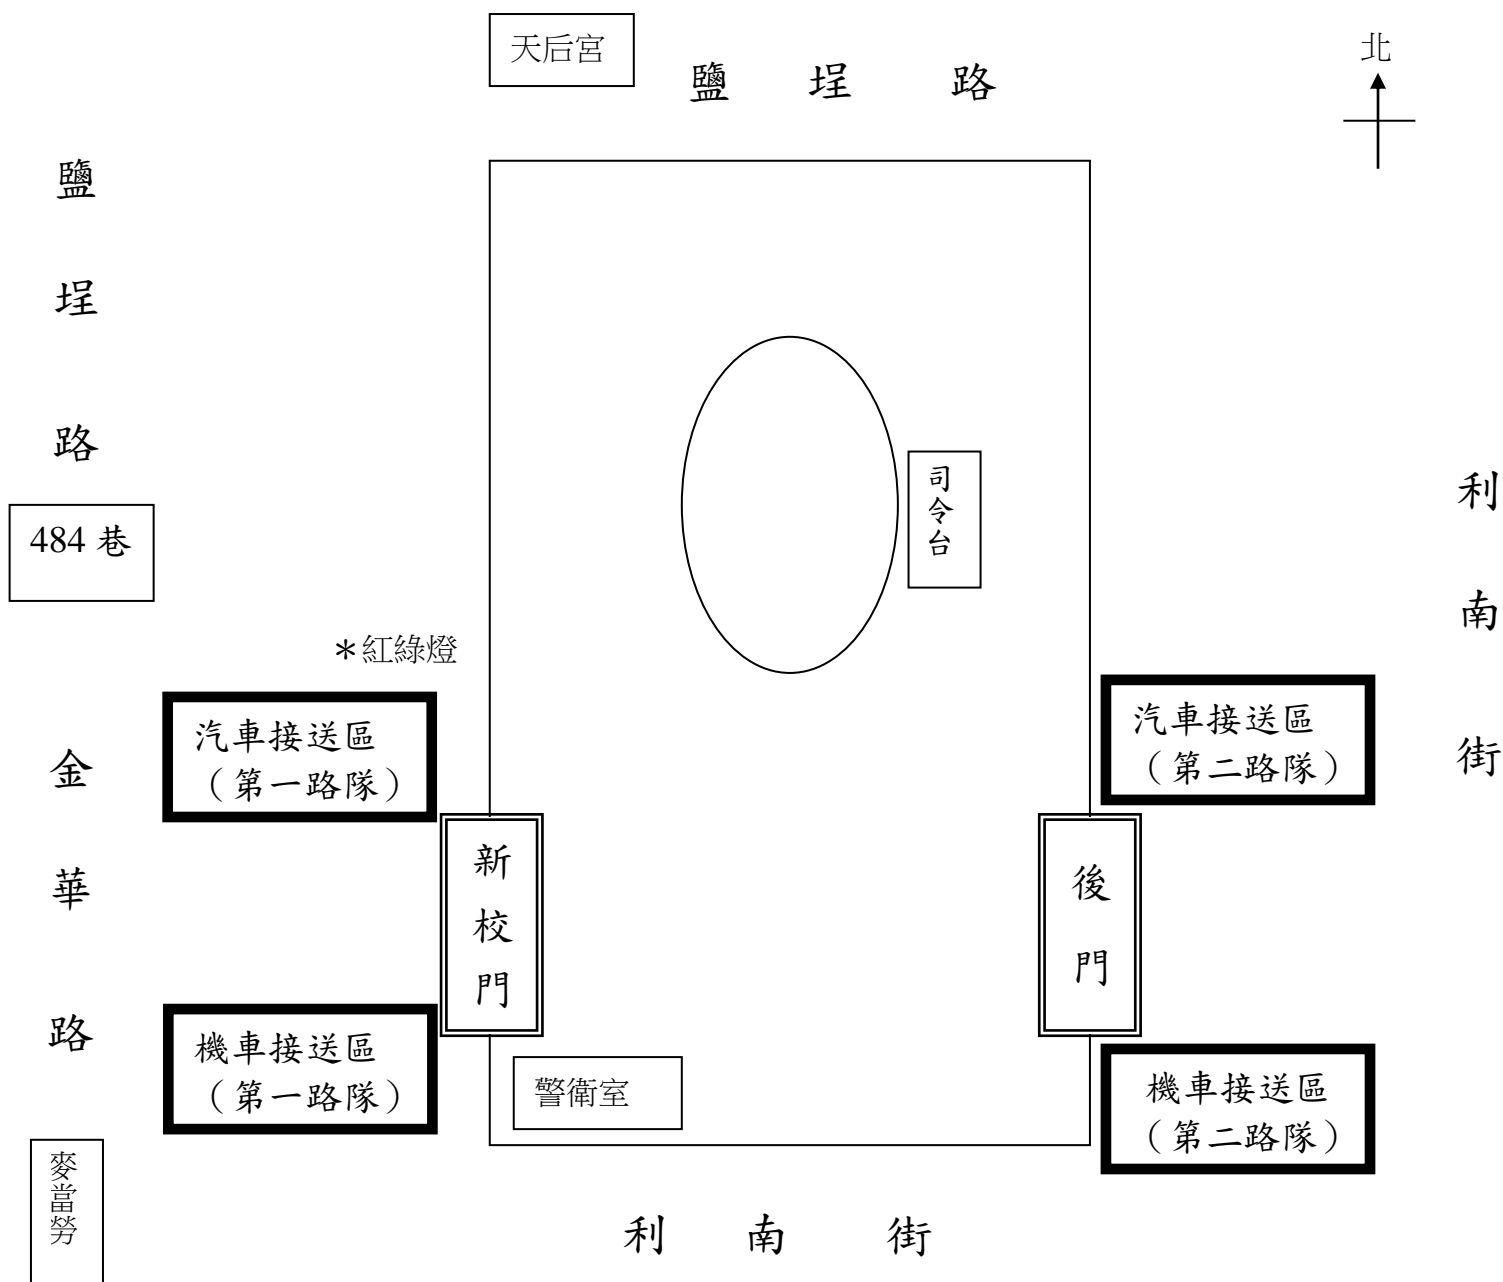 天后宮
鹽埕路
北
鹽埕路
484 巷
司令台
利南街
＊紅綠燈
汽車接送區
（第一路隊）
汽車接送區
（第二路隊）
金華路
新校門
後門
機車接送區
（第一路隊）
警衛室
機車接送區
（第二路隊）
麥當勞
利南街